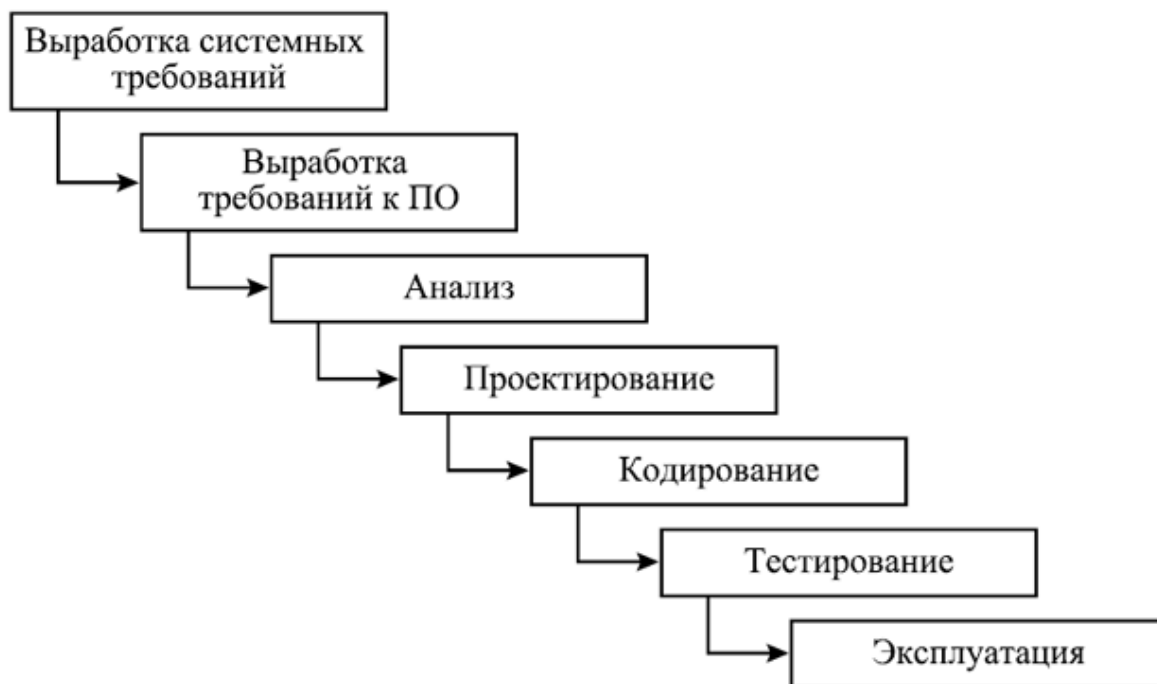 Выработка системных
требований
Выработка
требований к ПО
Анализ
Проектирование
Кодирование
Тестирование
Эксплуатация